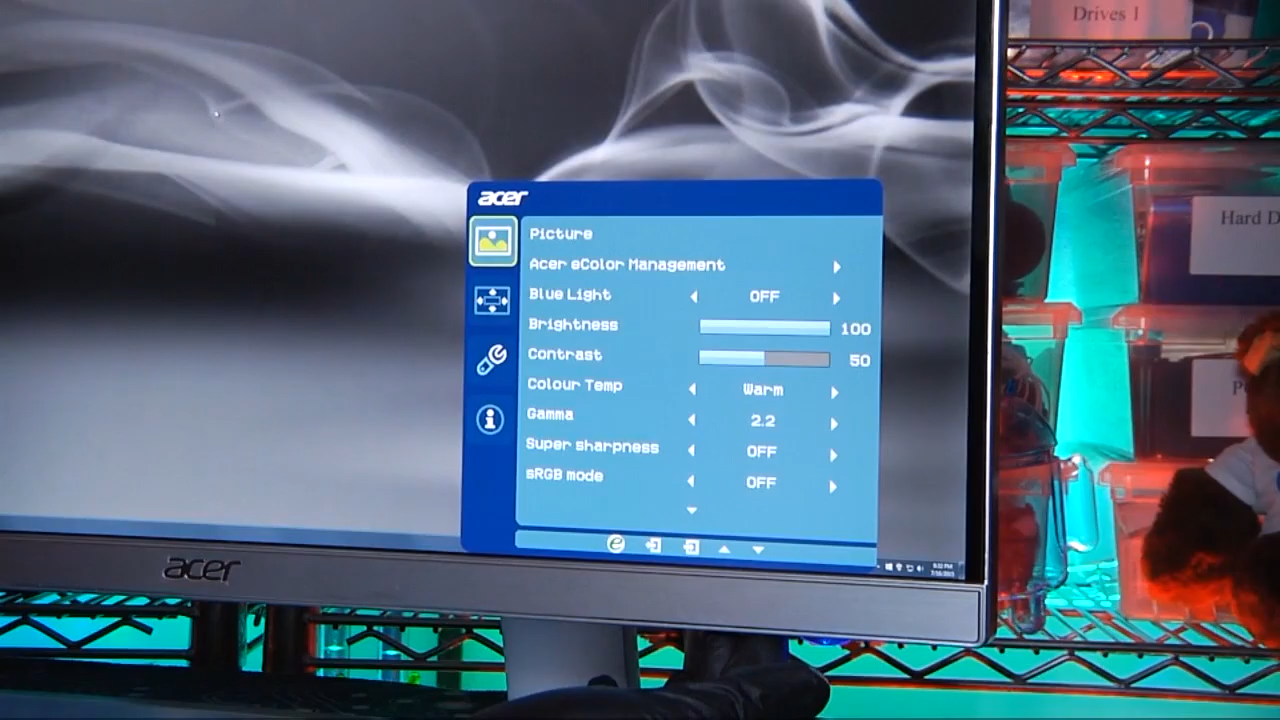 Drives 1
acer
Picture
Acer eColor Management
Blue Light OFF
Brightness 100
Contrast 50
Colour Temp Warm
Gamma 2.2
Super sharpness OFF
sRGB mode OFF
Hard D
acer